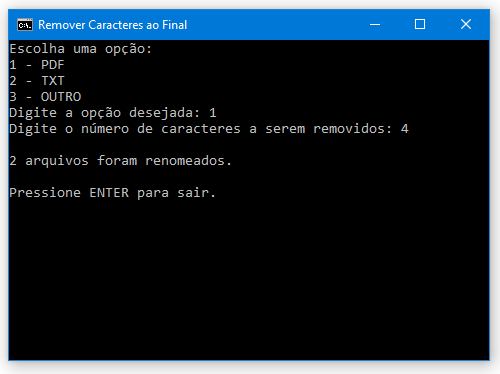 Remover Caracteres ao Final
Escolha uma opção:
1 - PDF
2 - TXT
3 - OUTRO
Digite a opção desejada: 1
Digite o número de caracteres a serem removidos: 4
2 arquivos foram renomeados.
Pressione ENTER para sair.